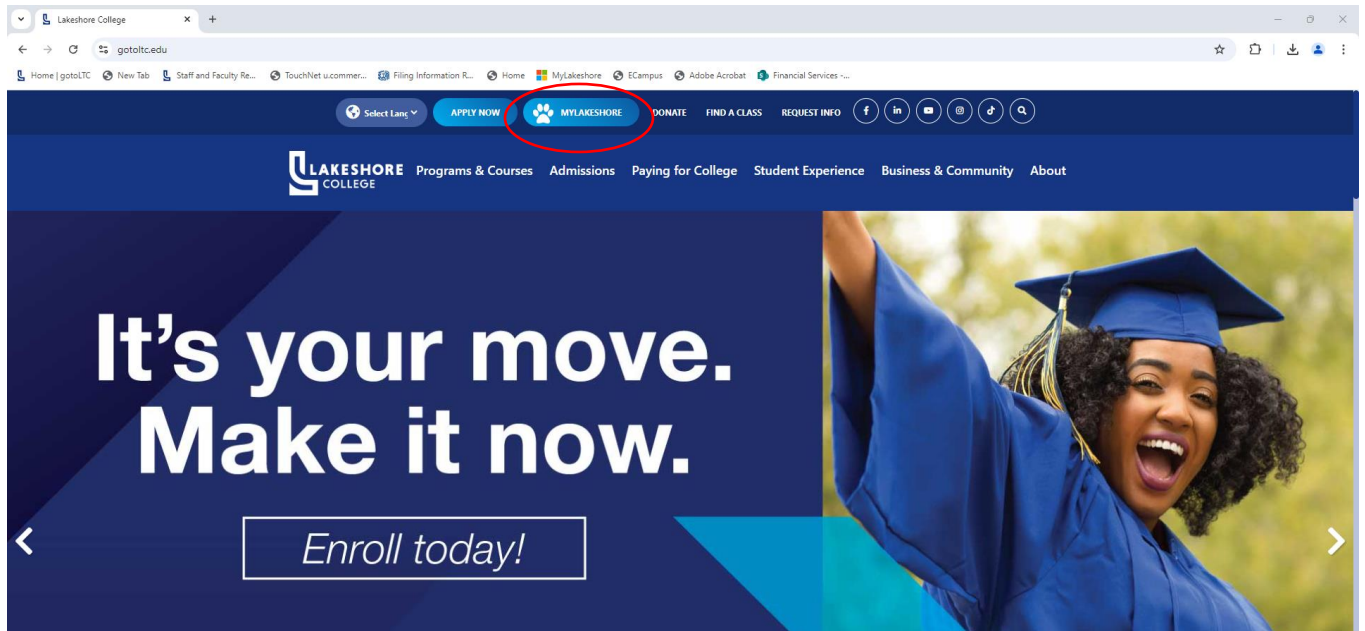 Lakeshore College
gotoltc.edu
Home | gotoLTC New Tab Staff and Faculty Re... TouchNet u.commer... Filing Information R... Home MyLakeshore ECampus Adobe Acrobat Financial Services -...
Select Lang APPLY NOW MYLAKESHORE DONATE FIND A CLASS REQUEST INFO
LAKESHORE COLLEGE Programs & Courses Admissions Paying for College Student Experience Business & Community About
It's your move.
Make it now.
Enroll today!